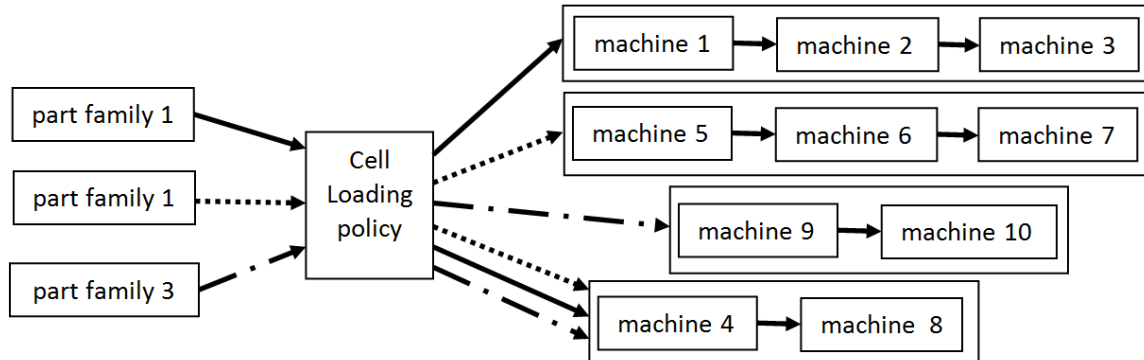 machine 1
machine 2
machine 3
part family 1
machine 5
machine 6
machine 7
Cell
Loading
policy
part family 1
machine 9
machine 10
part family 3
machine 4
machine 8